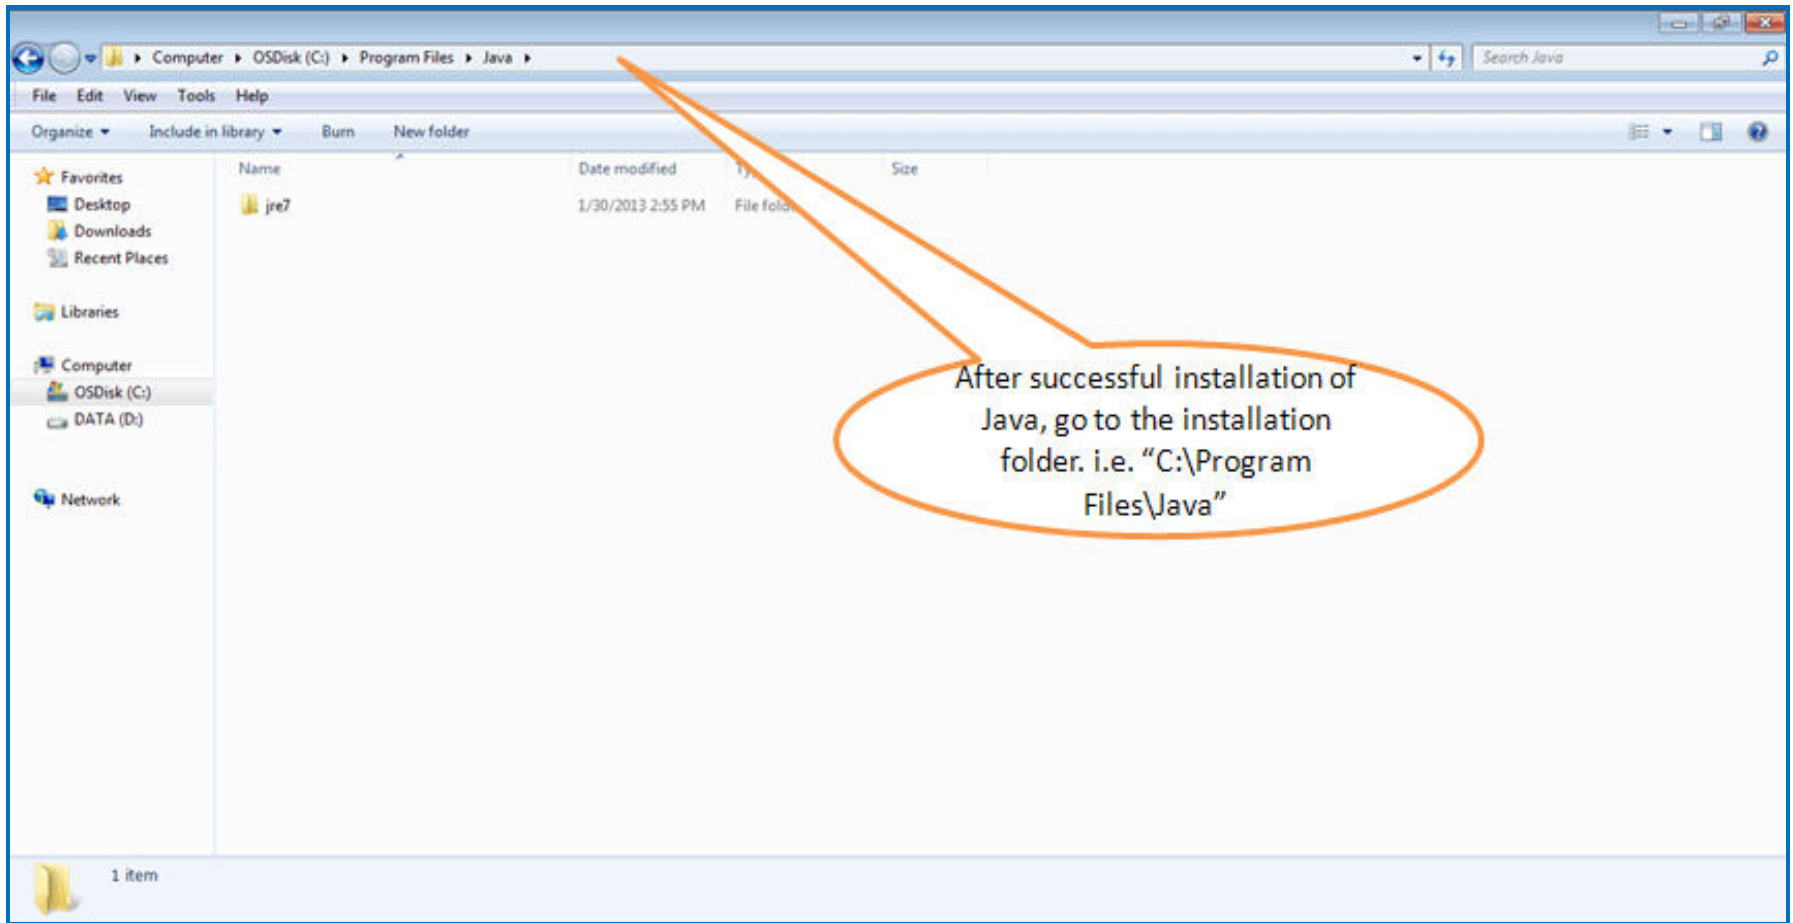 Computer OSDisk (C:) Program Files Java
Search Java
File Edit View Tools Help
Organize Include in library Burn New folder
Name Date modified Size
Favorites
jre7 1/30/2013 2:55 PM File
Desktop
Downloads
Recent Places
Libraries
Computer
OSDisk (C:)
DATA (D:)
Network
After successful installation of
Java, go to the installation
folder. i.e. “C:\Program
Files\Java”
1 item